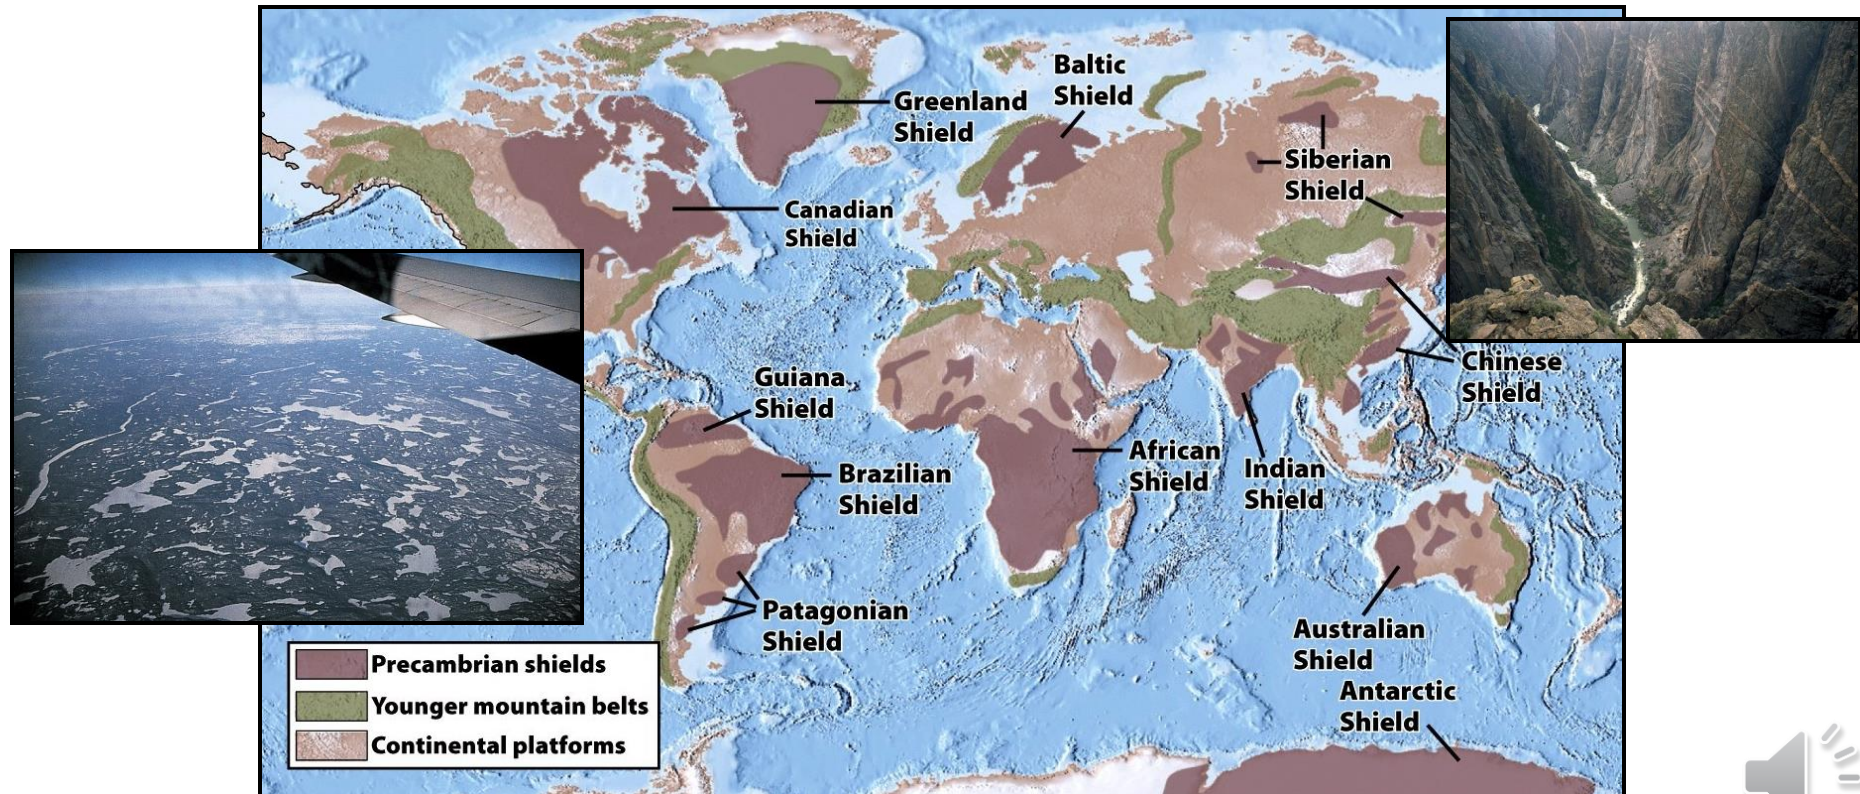 Baltic
Shield
Greenland
Shield
Siberian
Shield
Canadian
Shield
Chinese
Shield
Guiana
Shield
African
Shield
Indian
Shield
Brazilian
Shield
Patagonian
Shield
Australian
Shield
Antarctic
Shield
Precambrian shields
Younger mountain belts
Continental platforms